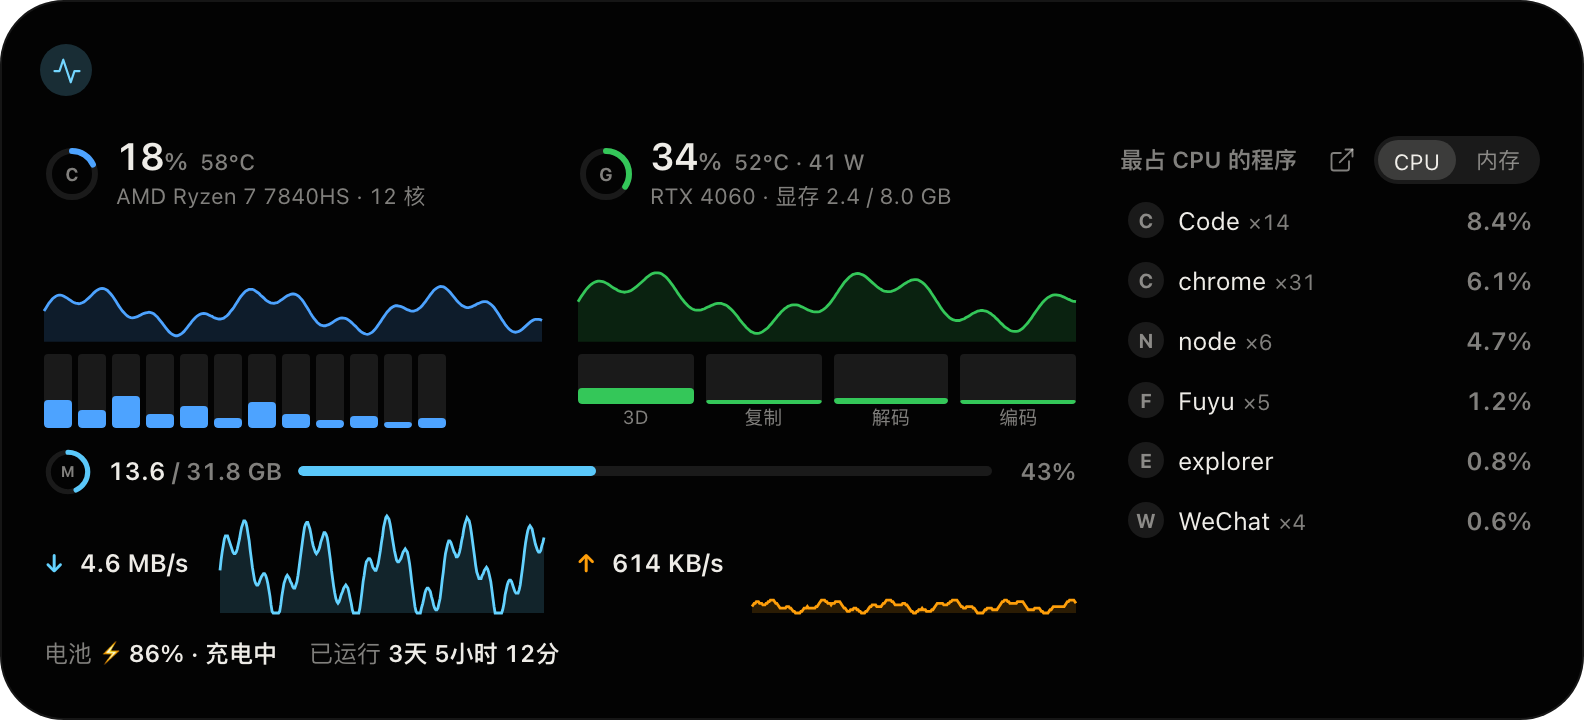 C
18% 58°C
AMD Ryzen 7 7840HS · 12 核
G
34% 52°C · 41 W
RTX 4060 · 显存 2.4 / 8.0 GB
3D
复制
解码
编码
M
13.6 / 31.8 GB
43%
4.6 MB/s
614 KB/s
电池 ⚡ 86% · 充电中 已运行 3天 5小时 12分
最占 CPU 的程序
CPU
内存
C Code ×14 8.4%
C chrome ×31 6.1%
N node ×6 4.7%
F Fuyu ×5 1.2%
E explorer 0.8%
W WeChat ×4 0.6%